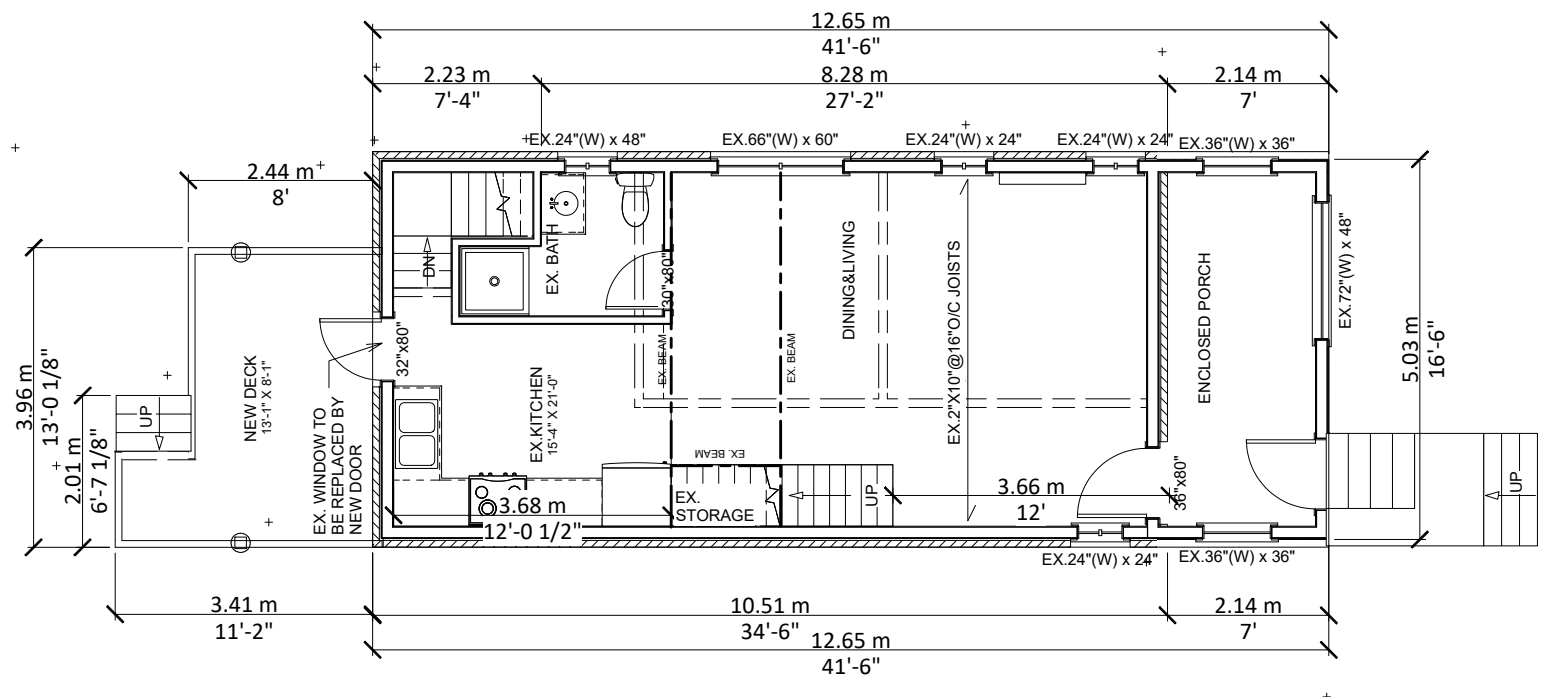 12.65 m
41'-6"
2.23 m
7'-4"
8.28 m
27'-2"
2.14 m
7'
EX.24"(W) x 48"
EX.66"(W) x 60"
EX.24"(W) x 24"
EX.24"(W) x 24"
EX.36"(W) x 36"
2.44 m
8'
3.96 m
13'-0 1/8"
2.01 m
6'-7 1/8"
UP
NEW DECK
13'-1" X 8'-1"
EX. WINDOW TO
BE REPLACED BY
NEW DOOR
32"x80"
DN
EX. BATH
30"x80"
EX.KITCHEN
15'-4" X 21'-0"
EX. BEAM
EX. BEAM
EX. BEAM
DINING&LIVING
EX.2"X10"@16"O/C JOISTS
ENCLOSED PORCH
EX.72"(W) x 48"
5.03 m
16'-6"
3.68 m
12'-0 1/2"
EX.
STORAGE
UP
3.66 m
12'
36"x80"
UP
EX.24"(W) x 24"
EX.36"(W) x 36"
3.41 m
11'-2"
10.51 m
34'-6"
2.14 m
7'
12.65 m
41'-6"